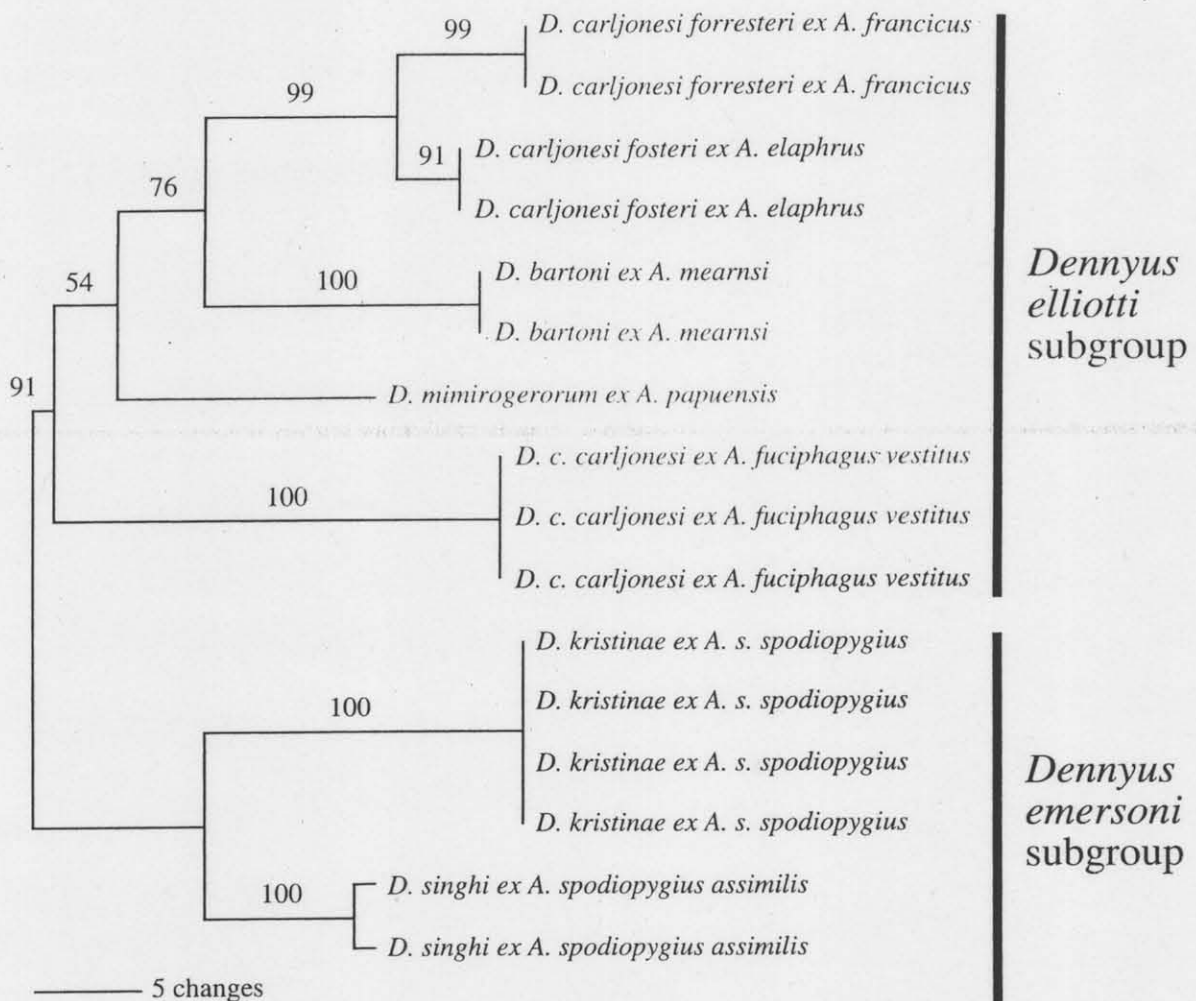 99
D. carljonesi forresteri ex A. francicus
D. carljonesi forresteri ex A. francicus
99
91
D. carljonesi fosteri ex A. elaphrus
D. carljonesi fosteri ex A. elaphrus
76
100
D. bartoni ex A. mearnsi
D. bartoni ex A. mearnsi
54
D. mimirogerorum ex A. papuensis
91
100
D. c. carljonesi ex A. fuciphagus vestitus
D. c. carljonesi ex A. fuciphagus vestitus
D. c. carljonesi ex A. fuciphagus vestitus
Dennyus
elliotti
subgroup
100
D. kristinae ex A. s. spodiopygius
D. kristinae ex A. s. spodiopygius
D. kristinae ex A. s. spodiopygius
D. kristinae ex A. s. spodiopygius
100
D. singhi ex A. spodiopygius assimilis
D. singhi ex A. spodiopygius assimilis
Dennyus
emersoni
subgroup
5 changes